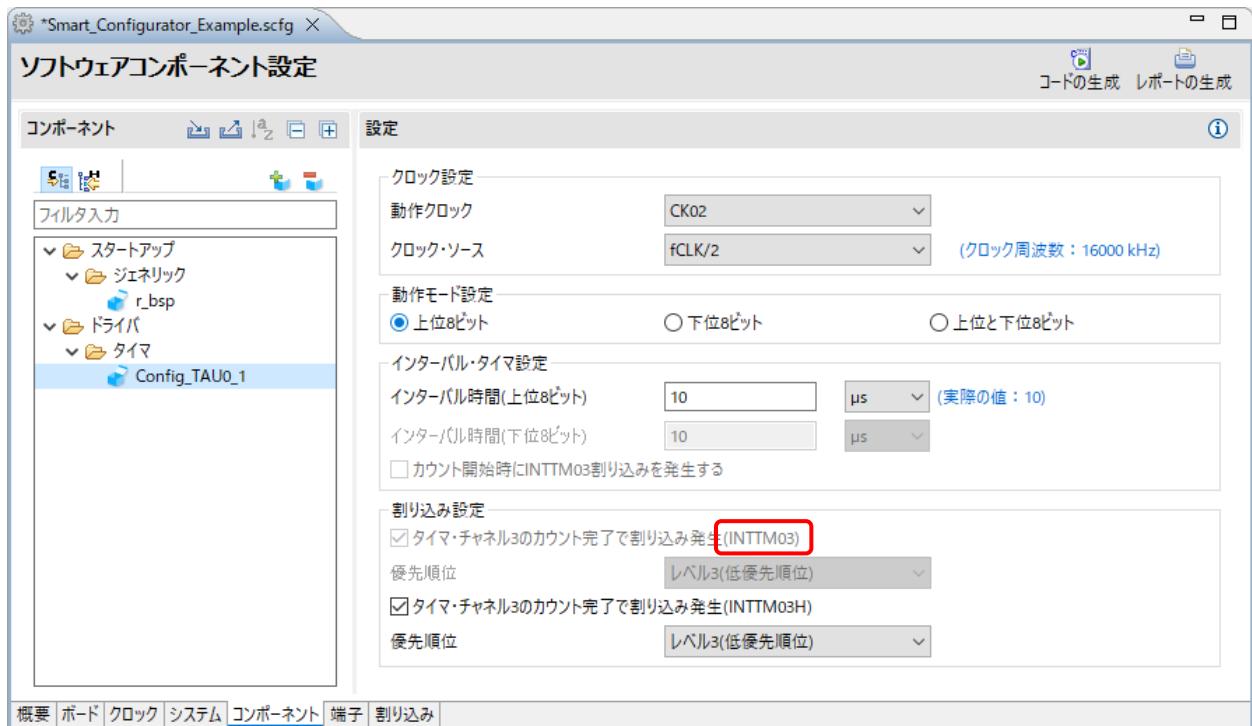 *Smart_Configurator_Example.scfg
ソフトウェアコンポーネント設定
コードの生成 レポートの生成
コンポーネント
フィルタ入力
スタートアップ
ジェネリック
r_bsp
ドライバ
タイマ
Config_TAU0_1
設定
クロック設定
動作クロック CK02
クロック・ソース fCLK/2 (クロック周波数：16000 kHz)
動作モード設定
上位8ビット 下位8ビット 上位と下位8ビット
インターバル・タイマ設定
インターバル時間(上位8ビット) 10 µs (実際の値：10)
インターバル時間(下位8ビット) 10 µs
カウント開始時にINTTM03割り込みを発生する
割り込み設定
タイマ・チャネル3のカウント完了で割り込み発生(INTTM03)
優先順位 レベル3(低優先順位)
タイマ・チャネル3のカウント完了で割り込み発生(INTTM03H)
優先順位 レベル3(低優先順位)
概要 ボード クロック システム コンポーネント 端子 割り込み